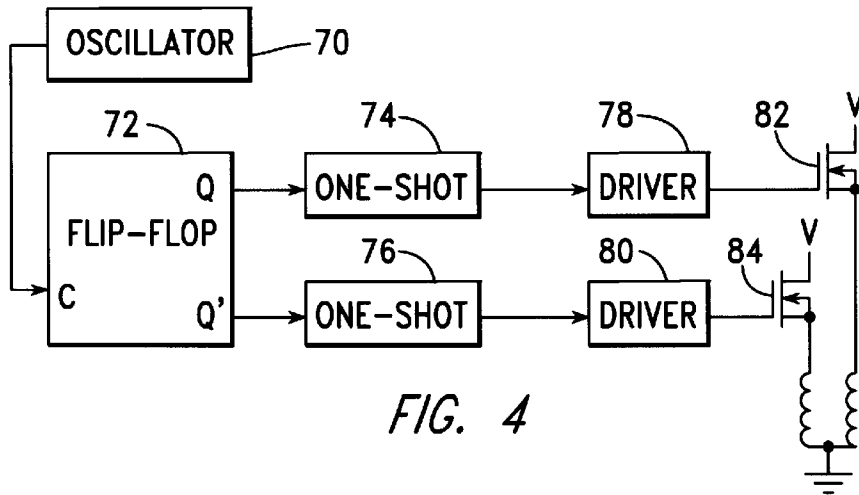 OSCILLATOR
70
72
74
78
82
V
Q
ONE-SHOT
DRIVER
FLIP-FLOP
76
80
84
V
C
Q'
ONE-SHOT
DRIVER
FIG. 4